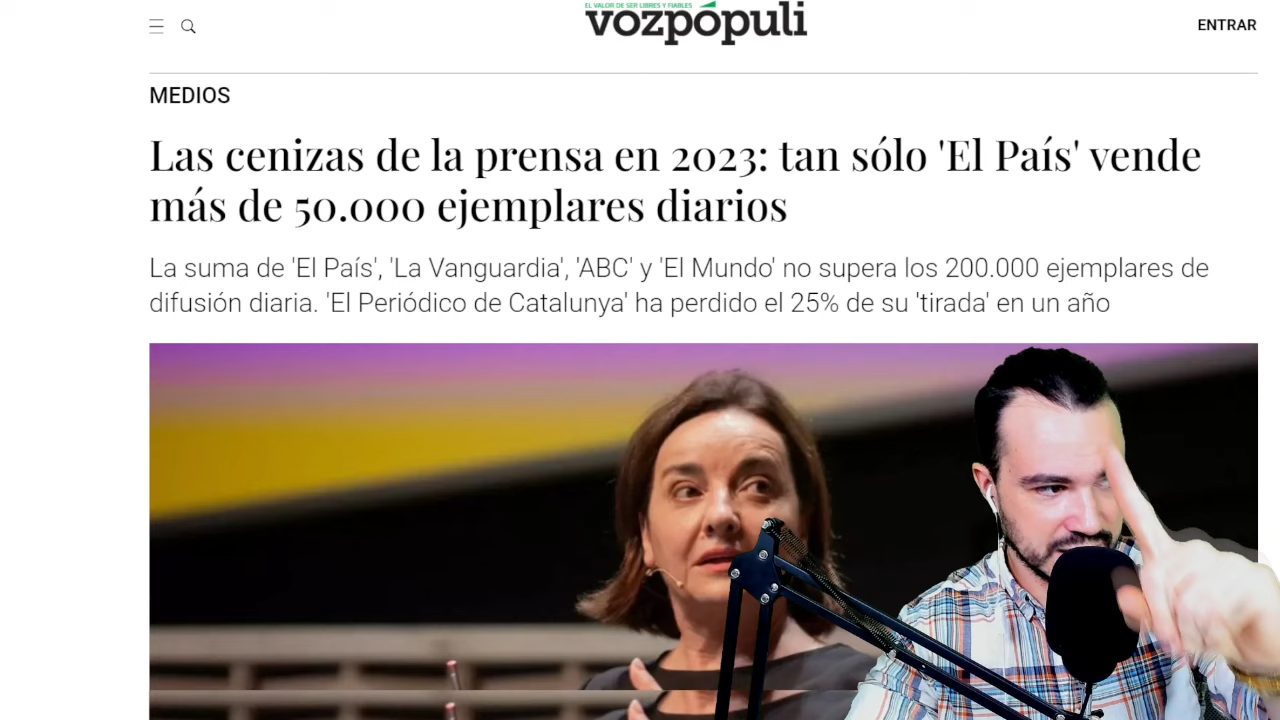 EL VALOR DE SER LIBRES Y FIABLES
vozpópuli
ENTRAR
MEDIOS
Las cenizas de la prensa en 2023: tan sólo 'El País' vende
más de 50.000 ejemplares diarios
La suma de 'El País', 'La Vanguardia', 'ABC' y 'El Mundo' no supera los 200.000 ejemplares de
difusión diaria. 'El Periódico de Catalunya' ha perdido el 25% de su 'tirada' en un año